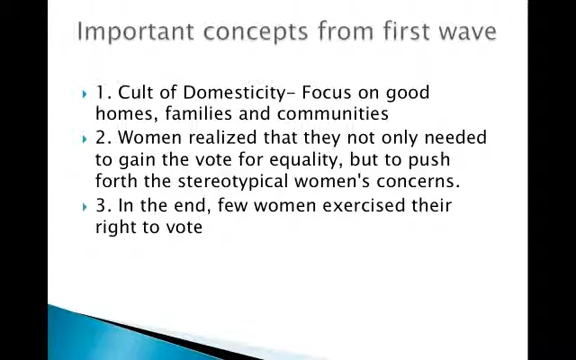 Important concepts from first wave
1. Cult of Domesticity- Focus on good
homes, families and communities
2. Women realized that they not only needed
to gain the vote for equality, but to push
forth the stereotypical women's concerns.
3. In the end, few women exercised their
right to vote